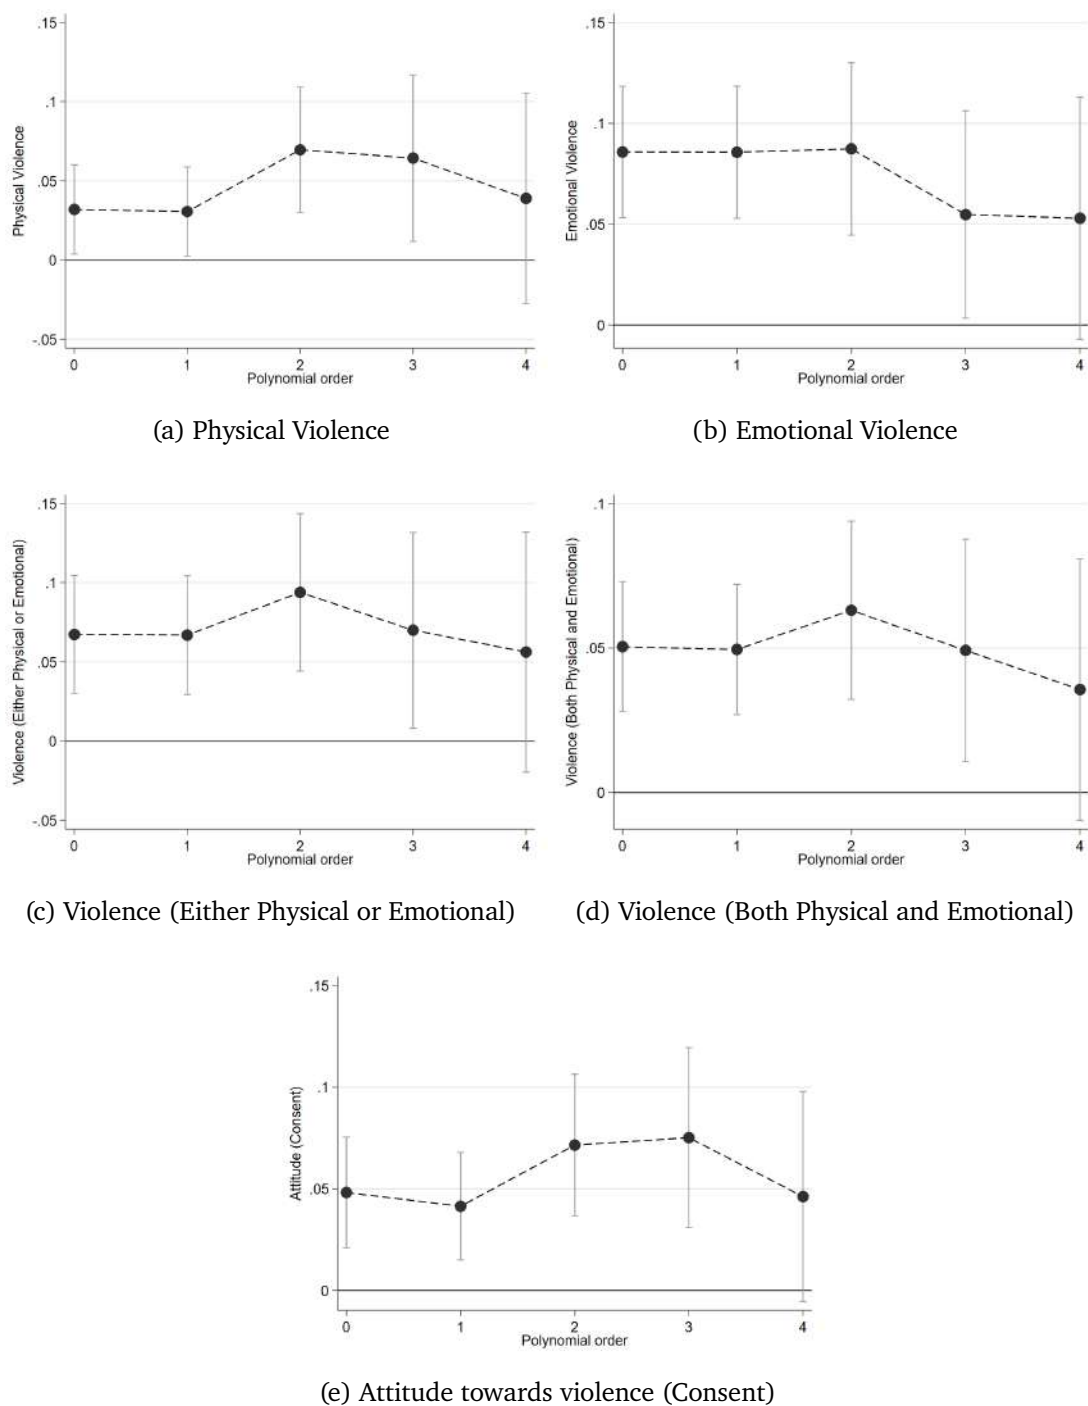 .15
.1
.05
0
-.05
Physical Violence
0 1 2 3 4
Polynomial order
(a) Physical Violence
.15
.1
.05
0
Emotional Violence
0 1 2 3 4
Polynomial order
(b) Emotional Violence
.15
.1
.05
0
-.05
Violence (Either Physical or Emotional)
0 1 2 3 4
Polynomial order
(c) Violence (Either Physical or Emotional)
.1
.05
0
Violence (Both Physical and Emotional)
0 1 2 3 4
Polynomial order
(d) Violence (Both Physical and Emotional)
.15
.1
.05
0
Attitude (Consent)
0 1 2 3 4
Polynomial order
(e) Attitude towards violence (Consent)